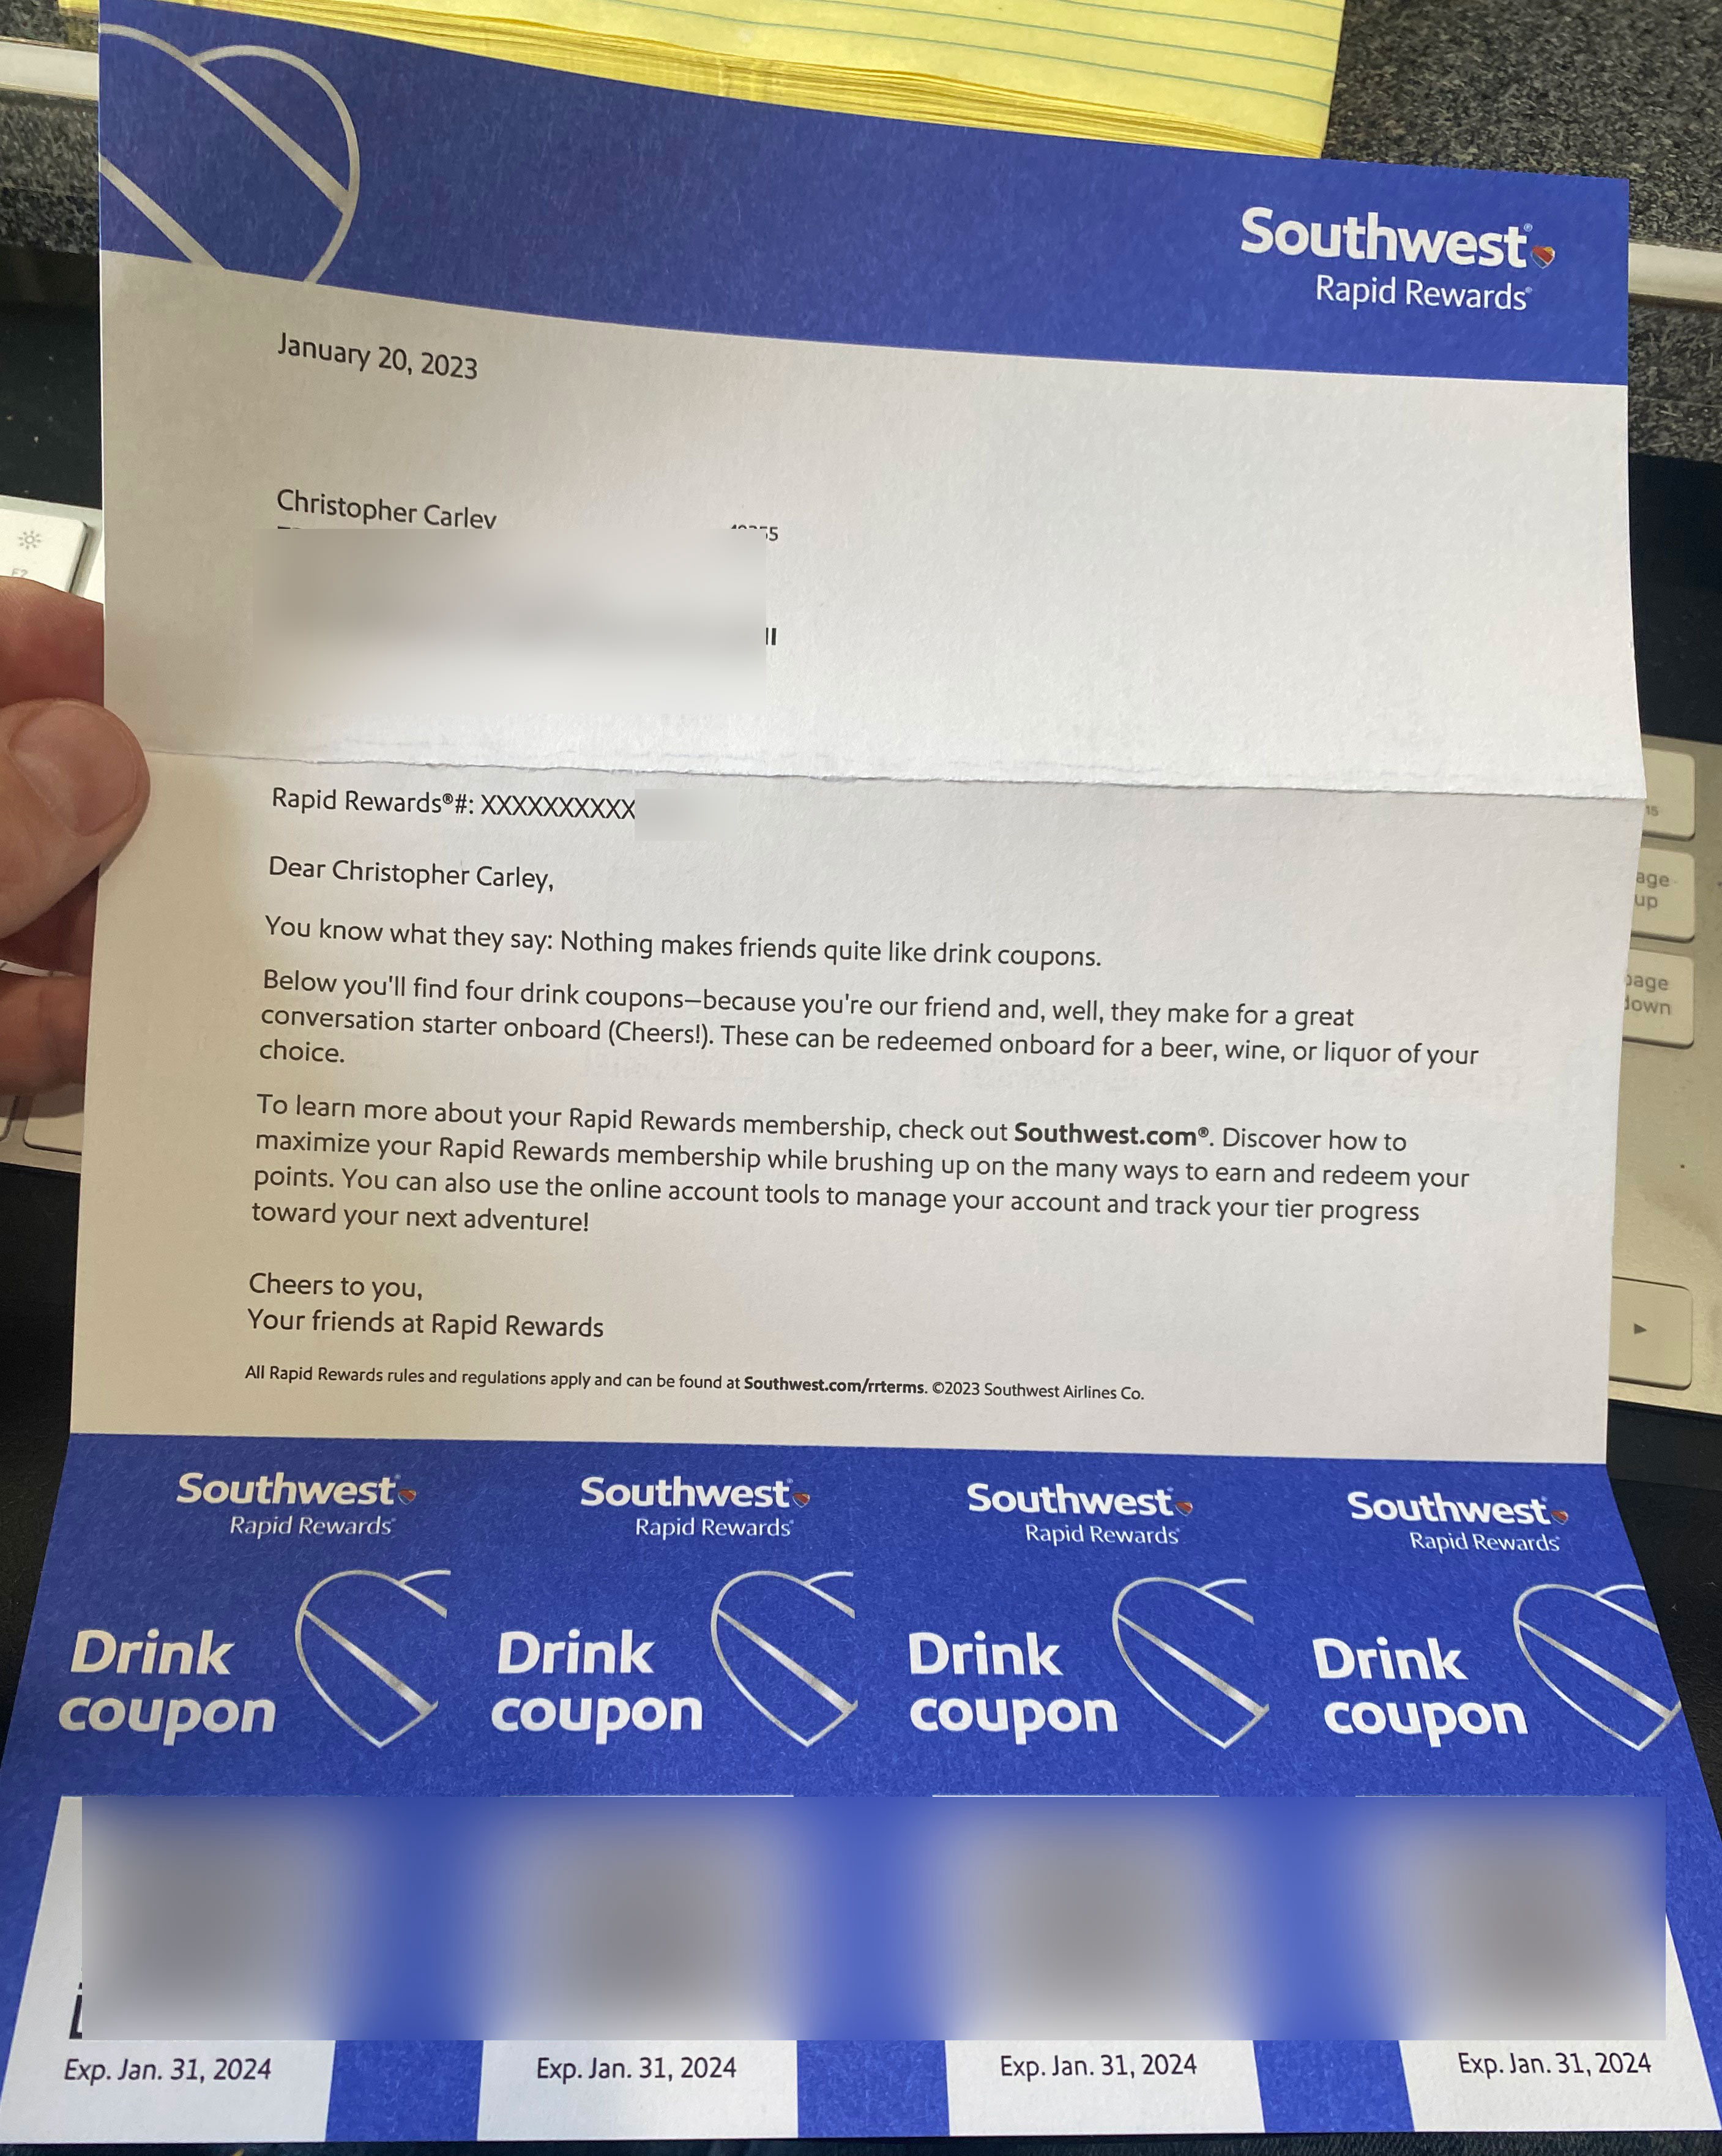 Southwest®
Rapid Rewards®
January 20, 2023
Christopher Carley
Rapid Rewards®#: XXXXXXXXXX
Dear Christopher Carley,
You know what they say: Nothing makes friends quite like drink coupons.
Below you'll find four drink coupons—because you're our friend and, well, they make for a great
conversation starter onboard (Cheers!). These can be redeemed onboard for a beer, wine, or liquor of your
choice.
To learn more about your Rapid Rewards membership, check out Southwest.com®. Discover how to
maximize your Rapid Rewards membership while brushing up on the many ways to earn and redeem your
points. You can also use the online account tools to manage your account and track your tier progress
toward your next adventure!
Cheers to you,
Your friends at Rapid Rewards
All Rapid Rewards rules and regulations apply and can be found at Southwest.com/rrterms. ©2023 Southwest Airlines Co.
Southwest®
Rapid Rewards®
Drink
coupon
Exp. Jan. 31, 2024
Southwest®
Rapid Rewards®
Drink
coupon
Exp. Jan. 31, 2024
Southwest®
Rapid Rewards®
Drink
coupon
Exp. Jan. 31, 2024
Southwest®
Rapid Rewards®
Drink
coupon
Exp. Jan. 31, 2024
F2
15
page
down